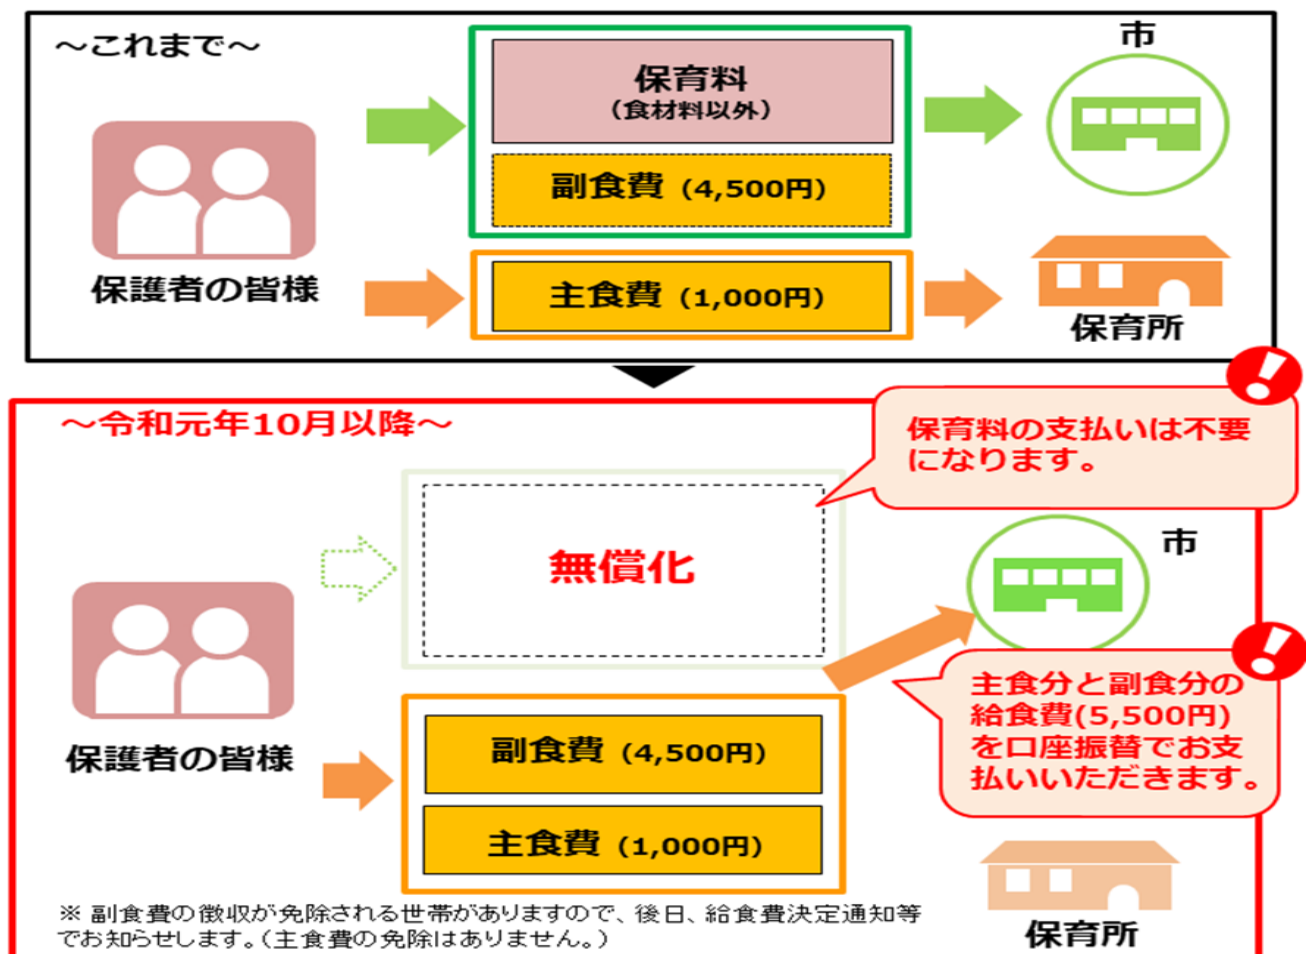 ～これまで～
市
保育料
（食材料以外）
副食費 (4,500円)
保護者の皆様
主食費 (1,000円)
保育所
～令和元年10月以降～
保育料の支払いは不要
になります。
無償化
市
主食分と副食分の
給食費(5,500円)
を口座振替でお支
払いいただきます。
保護者の皆様
副食費 (4,500円)
主食費 (1,000円)
※ 副食費の徴収が免除される世帯がありますので、後日、給食費決定通知等
でお知らせします。（主食費の免除はありません。）
保育所